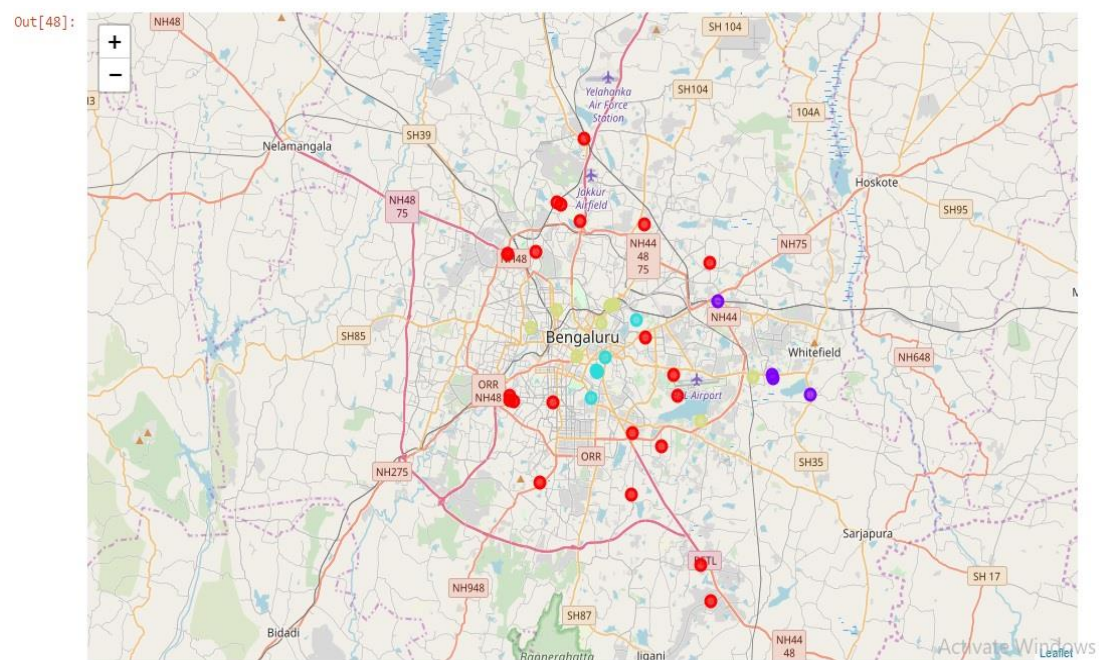 Out[48]:
+
−
NH48
SH 104
Yelahanka
Air Force
Station
SH104
104A
SH39
Nelamangala
Jakkur
Airfield
Hoskote
NH48
75
SH95
NH44
48
75
NH75
NH44
SH85
Bengaluru
Whitefield
NH648
ORR
NH48
Airport
ORR
SH35
NH275
Sarjapura
SH 17
NH948
SH87
Bidadi
NH44
48
Bannerghatta
Jigani
Activate Windows
Leaflet